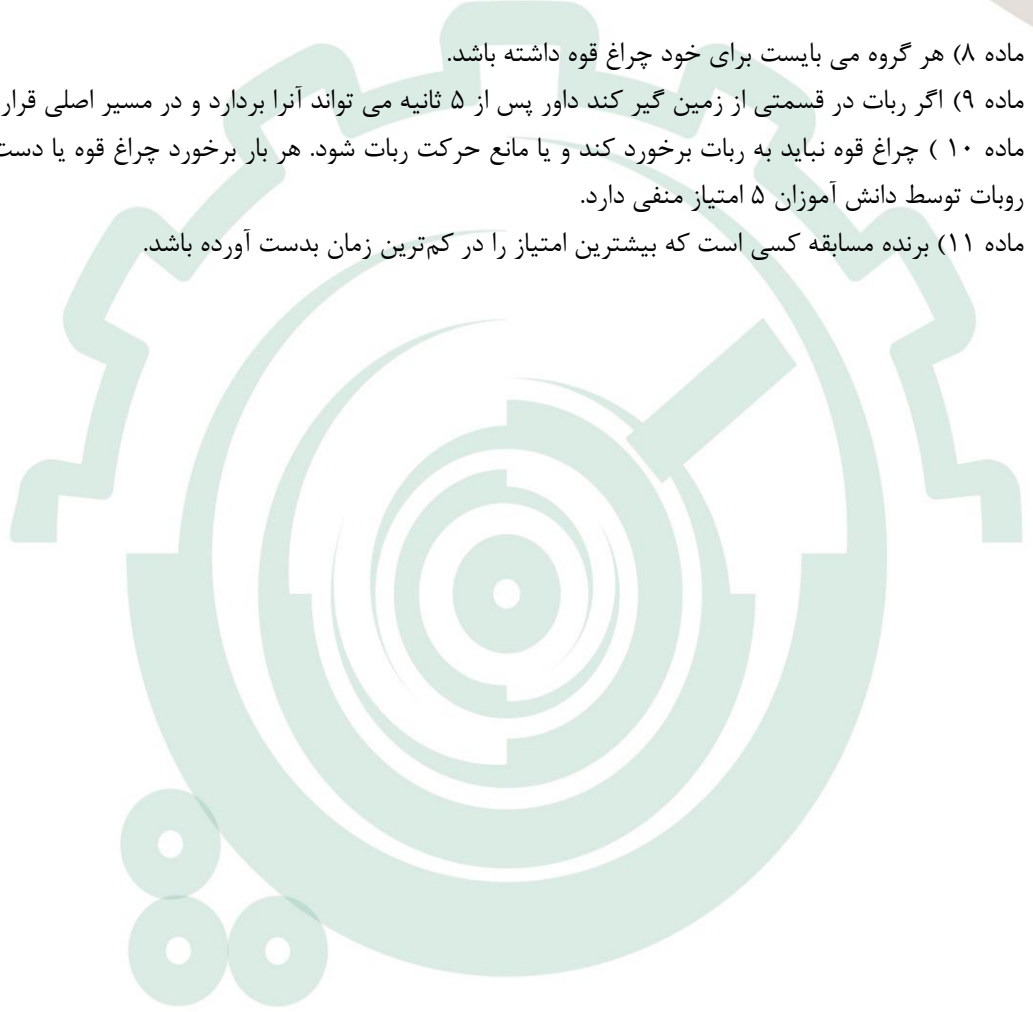 ماده ۸) هر گروه می بایست برای خود چراغ قوه داشته باشد.
ماده ۹) اگر ربات در قسمتی از زمین گیر کند داور پس از ۵ ثانیه می تواند آنرا بردارد و در مسیر اصلی قرار
ماده ۱۰ ) چراغ قوه نباید به ربات برخورد کند و یا مانع حرکت ربات شود. هر بار برخورد چراغ قوه یا دست
روبات توسط دانش آموزان ۵ امتیاز منفی دارد.
ماده ۱۱) برنده مسابقه کسی است که بیشترین امتیاز را در کم‌ترین زمان بدست آورده باشد.